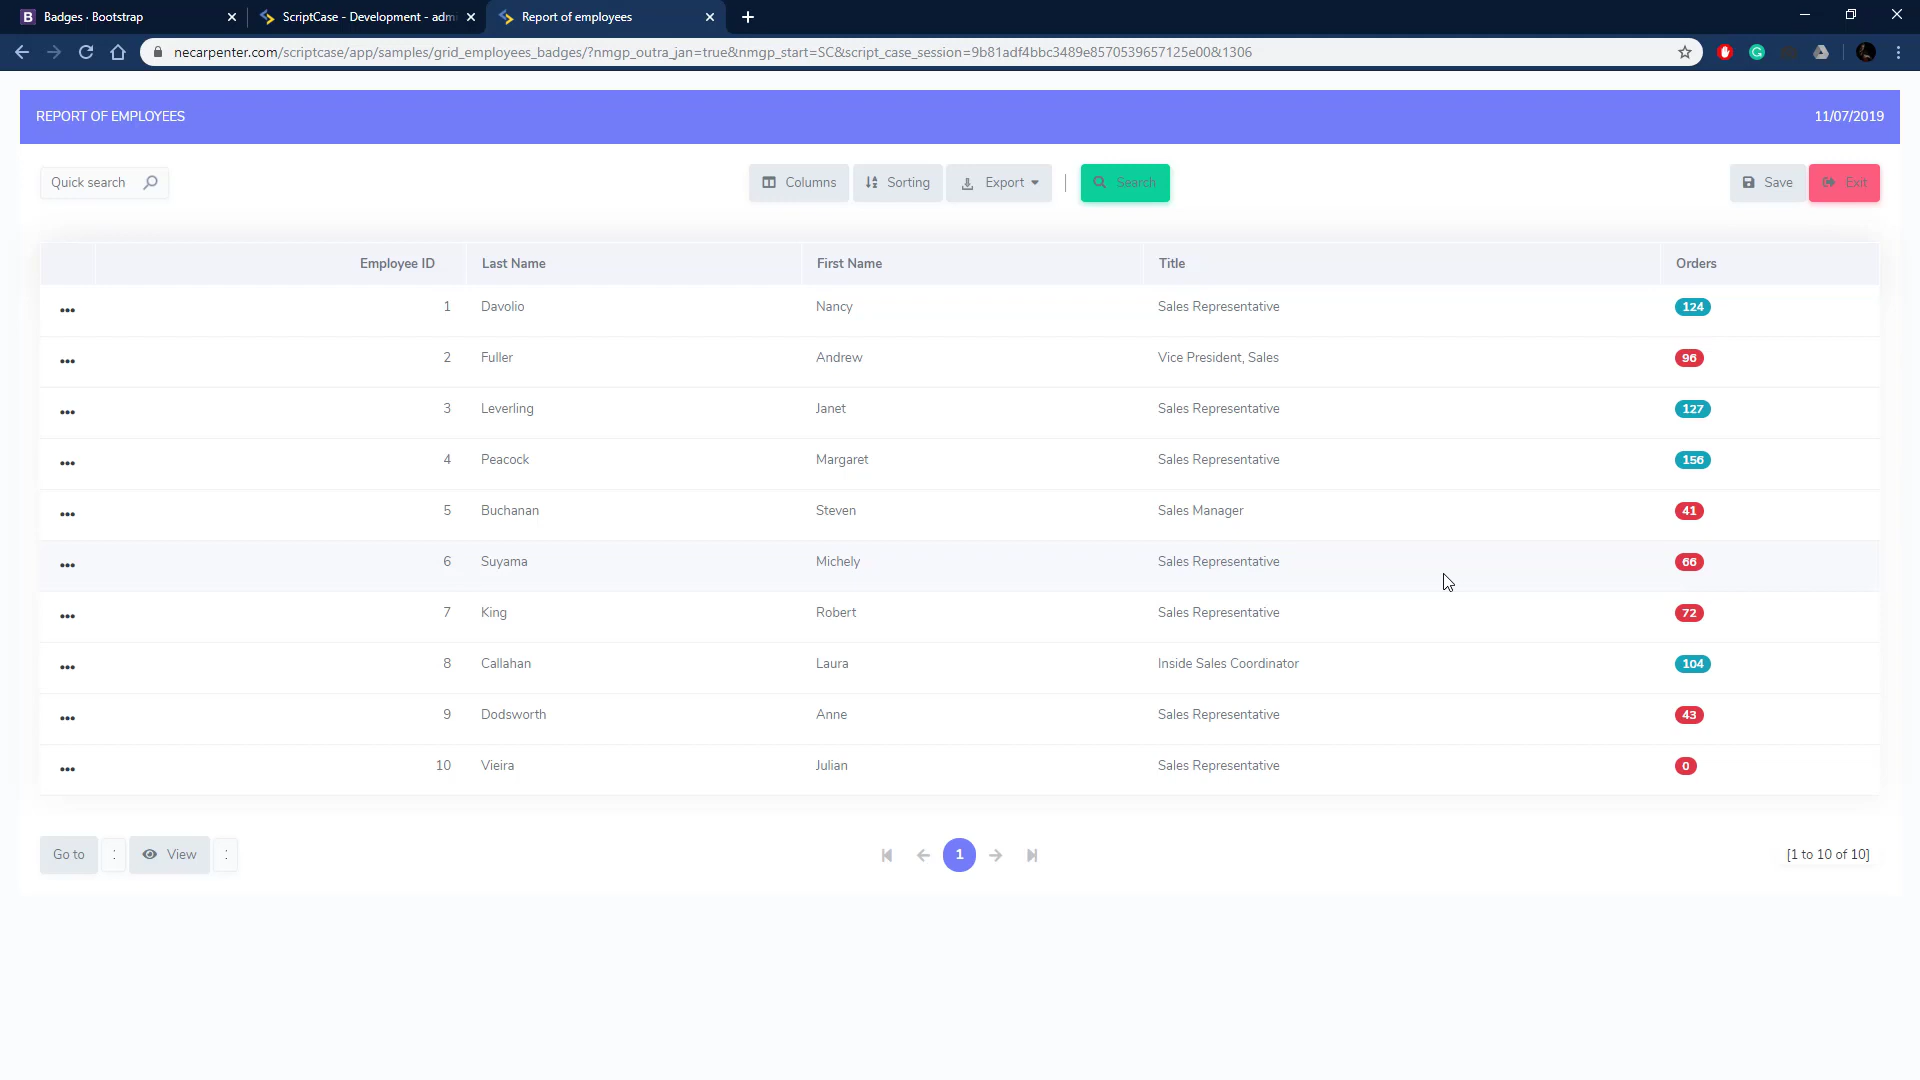 Badges · Bootstrap
ScriptCase - Development - admi
Report of employees
necarpenter.com/scriptcase/app/samples/grid_employees_badges/?nmgp_outra_jan=true&nmgp_start=SC&script_case_session=9b81adf4bbc3489e8570539657125e00&1306
REPORT OF EMPLOYEES 11/07/2019
Quick search Columns Sorting Export | Search Save Exit
Employee ID Last Name First Name Title Orders
1 Davolio Nancy Sales Representative 124
2 Fuller Andrew Vice President, Sales 96
3 Leverling Janet Sales Representative 127
4 Peacock Margaret Sales Representative 156
5 Buchanan Steven Sales Manager 41
6 Suyama Michely Sales Representative 66
7 King Robert Sales Representative 72
8 Callahan Laura Inside Sales Coordinator 104
9 Dodsworth Anne Sales Representative 43
10 Vieira Julian Sales Representative 0
Go to View 1 [1 to 10 of 10]